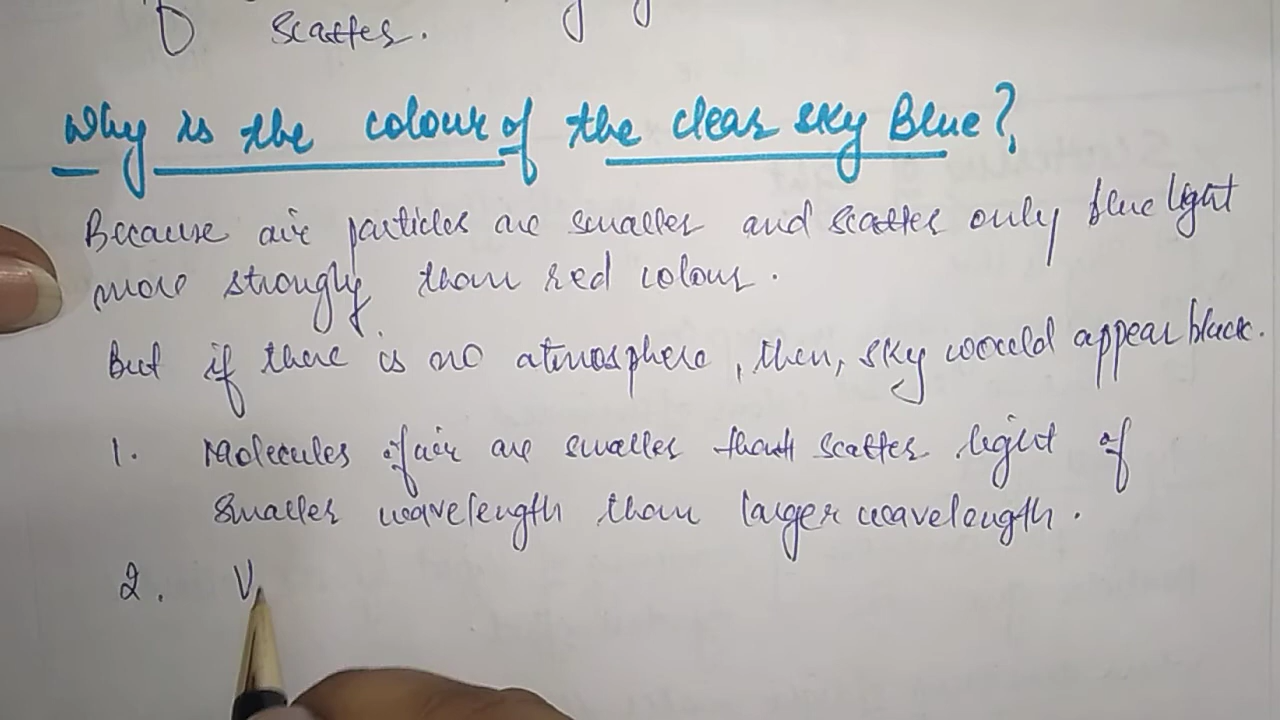 scatter.
Why is the colour of the clear sky Blue?
Because air particles are smaller and scatter only blue light
more strongly than red colour.
But if there is no atmosphere, then, sky would appear black.
1. Molecules of air are smaller that scatter light of
smaller wavelength than larger wavelength.
2. V